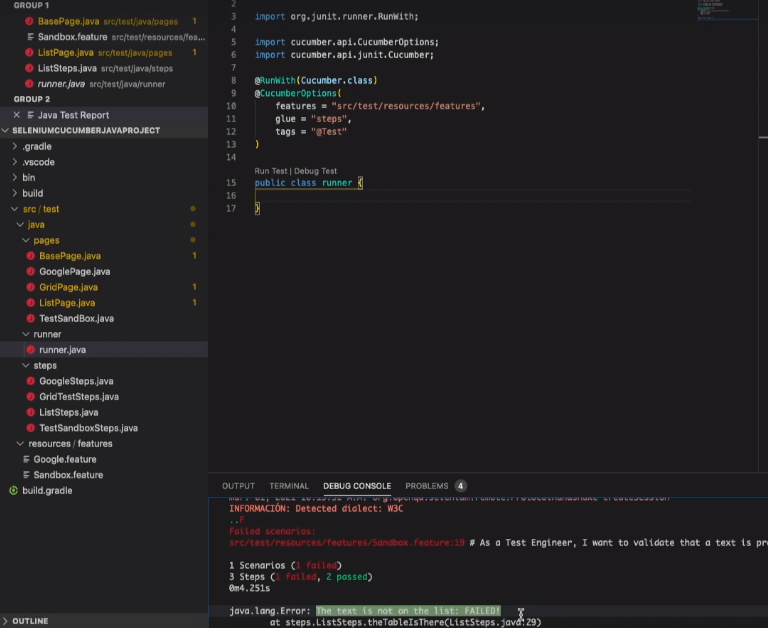 GROUP 1
BasePage.java src/test/java/pages 1
Sandbox.feature src/test/resources/fea...
ListPage.java src/test/java/pages 1
ListSteps.java src/test/java/steps
runner.java src/test/java/runner
GROUP 2
Java Test Report
SELENIUMCUCUMBERJAVAPROJECT
.gradle
.vscode
bin
build
src / test
java
pages
BasePage.java 1
GooglePage.java
GridPage.java 1
ListPage.java 1
TestSandBox.java
runner
runner.java
steps
GoogleSteps.java
GridTestSteps.java
ListSteps.java
TestSandboxSteps.java
resources / features
Google.feature
Sandbox.feature
build.gradle
OUTLINE
2
3 import org.junit.runner.RunWith;
4
5 import cucumber.api.CucumberOptions;
6 import cucumber.api.junit.Cucumber;
7
8 @RunWith(Cucumber.class)
9 @CucumberOptions(
10 features = "src/test/resources/features",
11 glue = "steps",
12 tags = "@Test"
13 )
14
Run Test | Debug Test
15 public class runner {
16
17 }
OUTPUT TERMINAL DEBUG CONSOLE PROBLEMS 4
INFORMACIÓN: Detected dialect: W3C
..F
Failed scenarios:
src/test/resources/features/Sandbox.feature:19 # As a Test Engineer, I want to validate that a text is pre
1 Scenarios (1 failed)
3 Steps (1 failed, 2 passed)
0m4.251s
java.lang.Error: The text is not on the list: FAILED!
at steps.ListSteps.theTableIsThere(ListSteps.java:29)